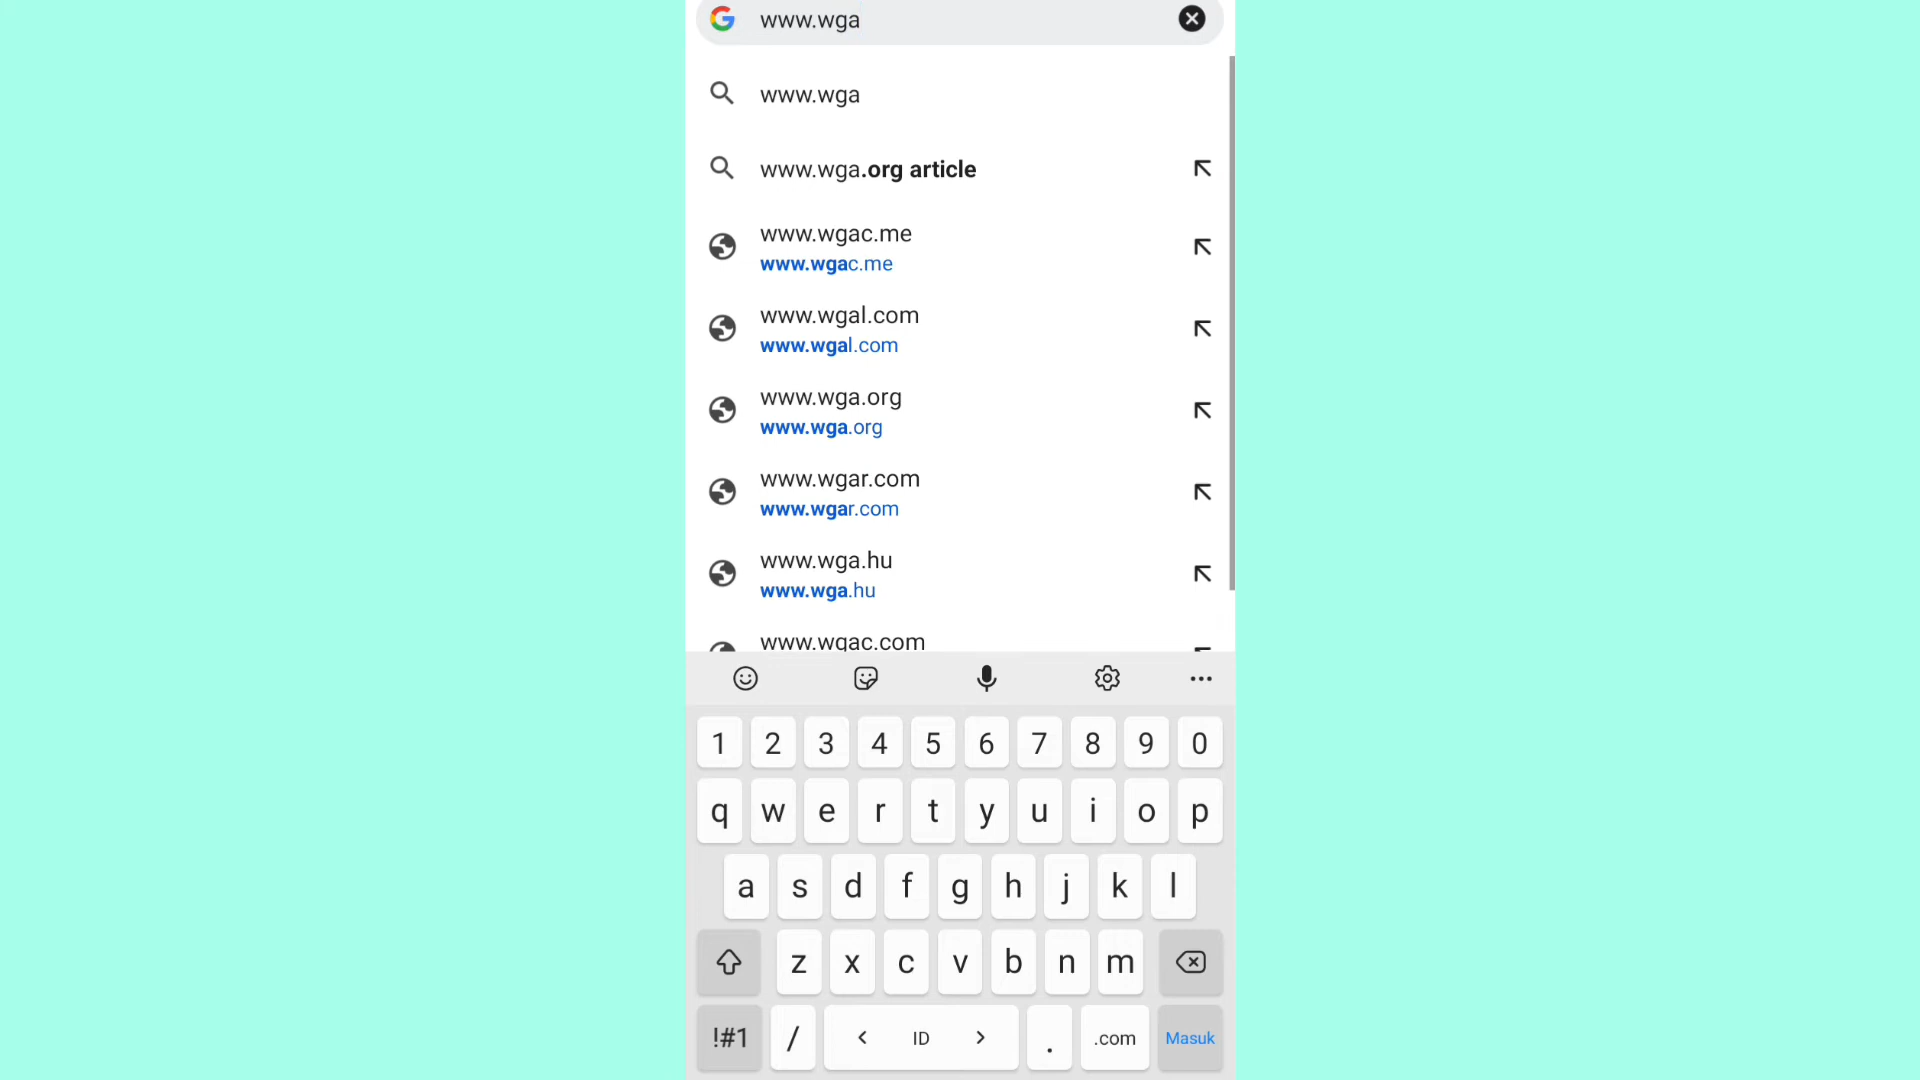 www.wga
www.wga
www.wga.org article
www.wgac.me
www.wgac.me
www.wgal.com
www.wgal.com
www.wga.org
www.wga.org
www.wgar.com
www.wgar.com
www.wga.hu
www.wga.hu
www.wgac.com
1 2 3 4 5 6 7 8 9 0
q w e r t y u i o p
a s d f g h j k l
z x c v b n m
!#1 / < ID > . .com Masuk